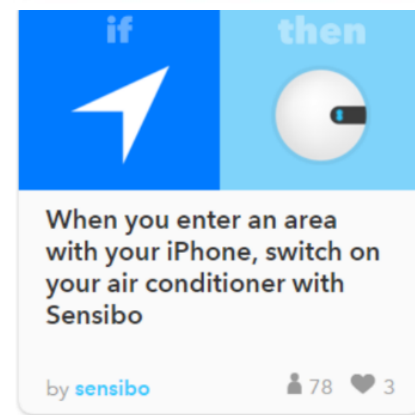 if then
When you enter an area
with your iPhone, switch on
your air conditioner with
Sensibo
by sensibo 78 3